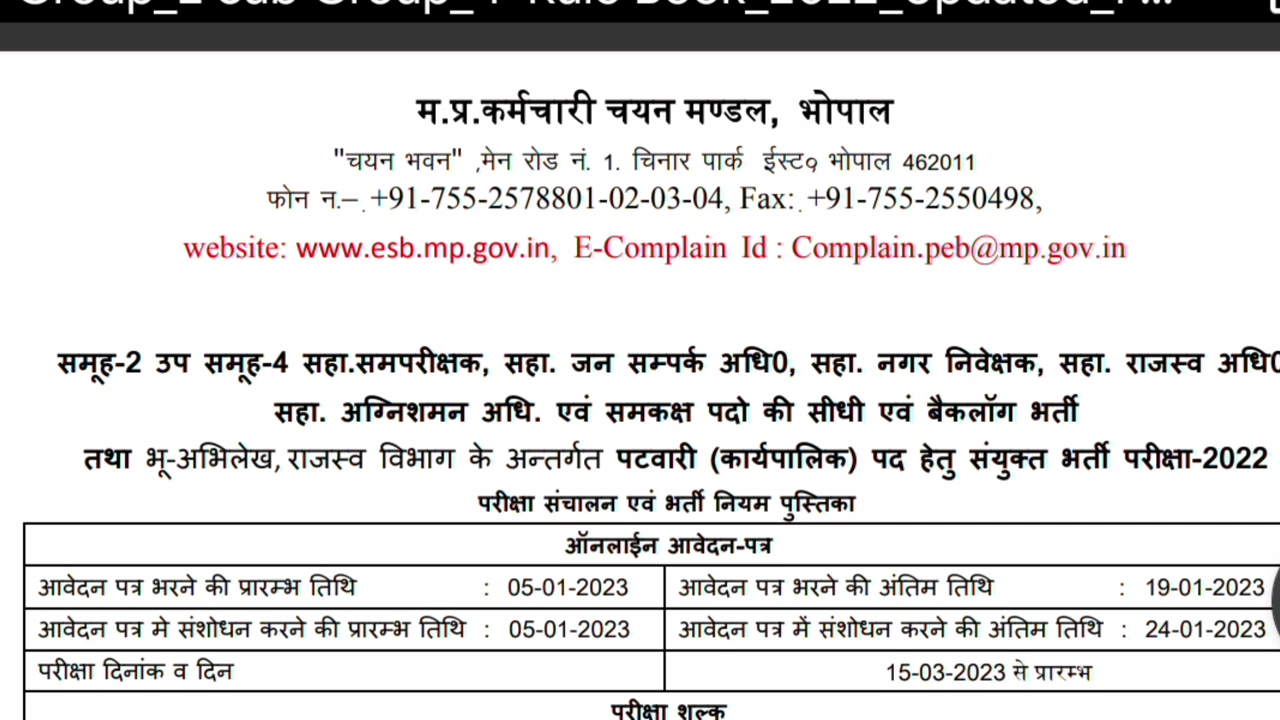 Group_2 Sub Group_4 Rule Book_2022_Updated_F...
म.प्र.कर्मचारी चयन मण्डल, भोपाल
"चयन भवन" ,मेन रोड नं. 1. चिनार पार्क ईस्ट० भोपाल 462011
फोन न.–. +91-755-2578801-02-03-04, Fax:. +91-755-2550498,
website: www.esb.mp.gov.in, E-Complain Id : Complain.peb@mp.gov.in
समूह-2 उप समूह-4 सहा.समपरीक्षक, सहा. जन सम्पर्क अधि0, सहा. नगर निवेक्षक, सहा. राजस्व अधि0
सहा. अग्निशमन अधि. एवं समकक्ष पदो की सीधी एवं बैकलॉग भर्ती
तथा भू-अभिलेख, राजस्व विभाग के अन्तर्गत पटवारी (कार्यपालिक) पद हेतु संयुक्त भर्ती परीक्षा-2022
परीक्षा संचालन एवं भर्ती नियम पुस्तिका
ऑनलाईन आवेदन-पत्र
आवेदन पत्र भरने की प्रारम्भ तिथि : 05-01-2023 आवेदन पत्र भरने की अंतिम तिथि : 19-01-2023
आवेदन पत्र मे संशोधन करने की प्रारम्भ तिथि : 05-01-2023 आवेदन पत्र में संशोधन करने की अंतिम तिथि : 24-01-2023
परीक्षा दिनांक व दिन 15-03-2023 से प्रारम्भ
परीक्षा शुल्क